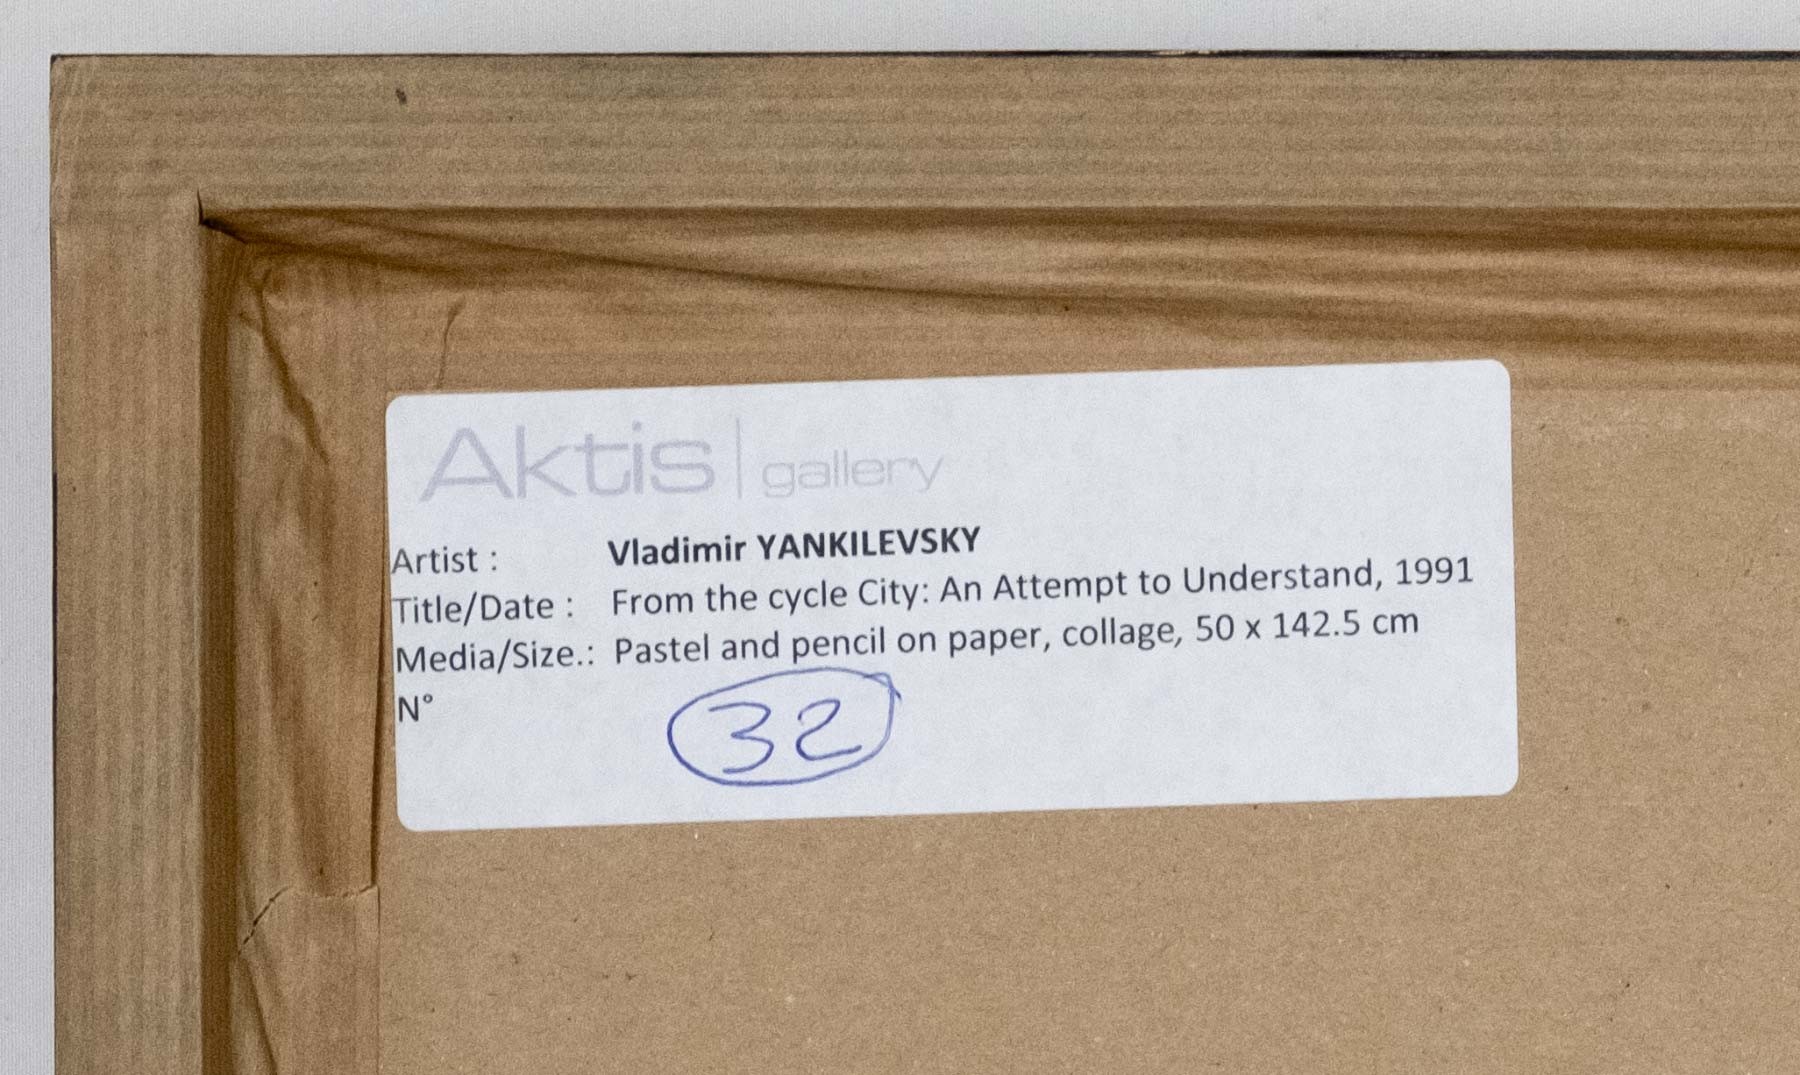 Aktis | gallery
Artist : Vladimir YANKILEVSKY
Title/Date : From the cycle City: An Attempt to Understand, 1991
Media/Size.: Pastel and pencil on paper, collage, 50 x 142.5 cm
N°
32